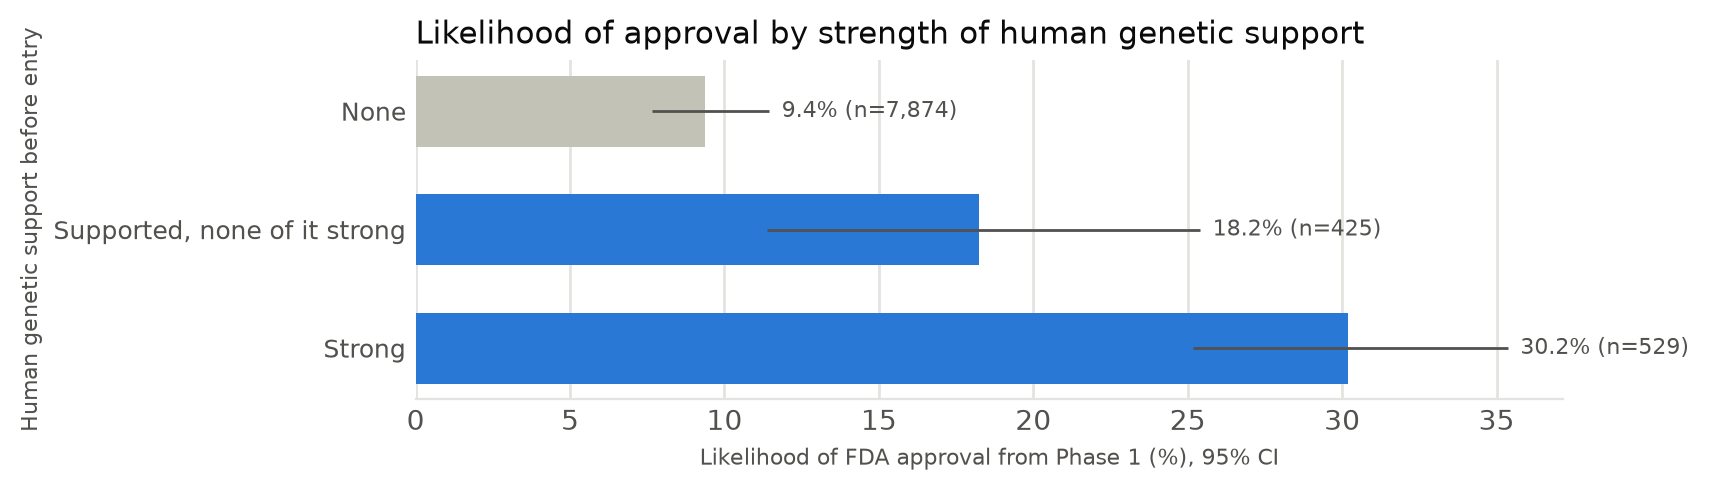 Likelihood of approval by strength of human genetic support
Human genetic support before entry
None
9.4% (n=7,874)
Supported, none of it strong
18.2% (n=425)
Strong
30.2% (n=529)
0 5 10 15 20 25 30 35
Likelihood of FDA approval from Phase 1 (%), 95% CI